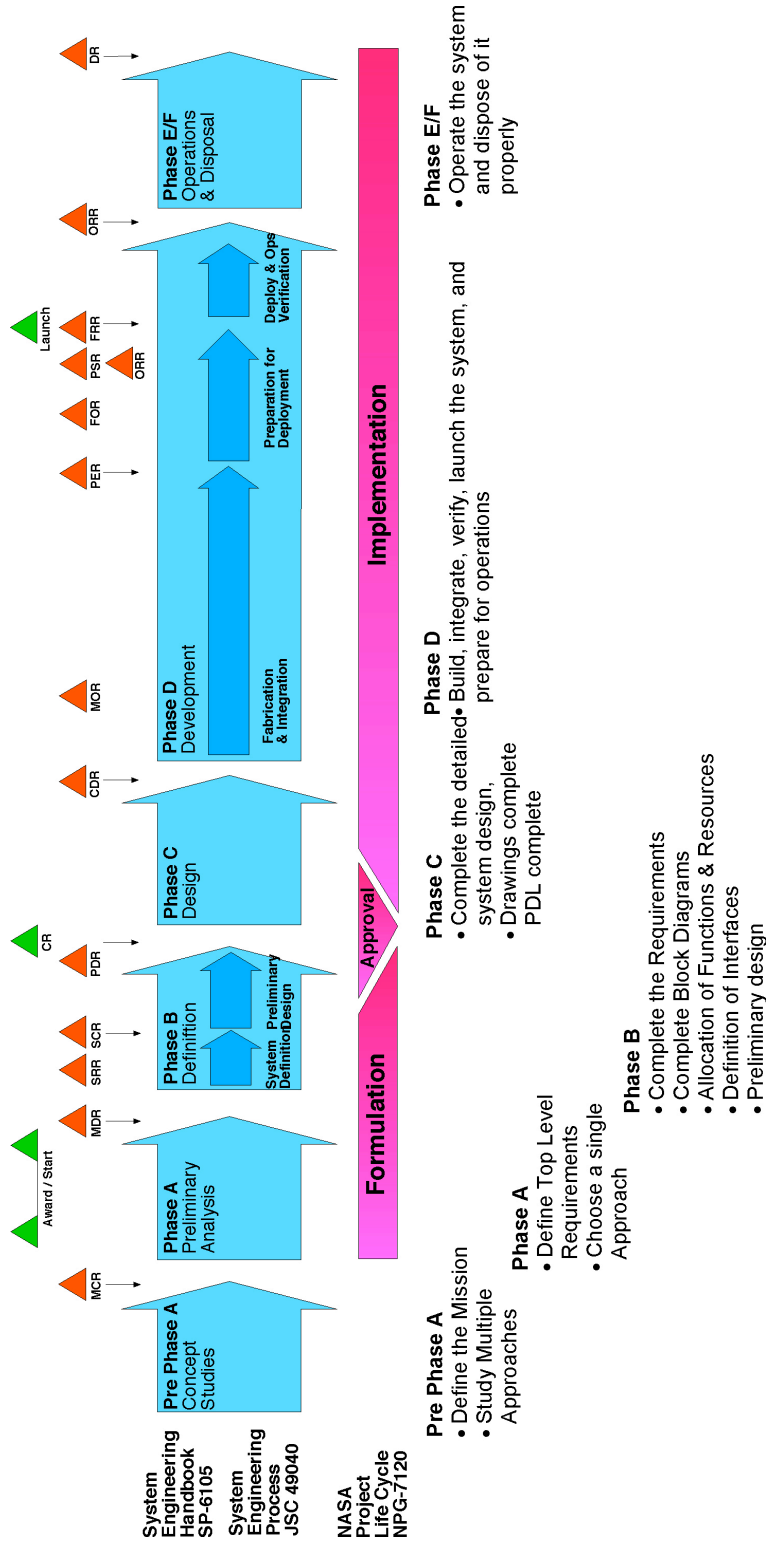 Award / Start
CR
Launch
MCR
MDR
SRR
SCR
PDR
CDR
MOR
PER
FOR
PSR
FRR
ORR
DR
ORR
System
Engineering
Handbook
SP-6105
System
Engineering
Process
JSC 49040
Pre Phase A
Concept
Studies
Phase A
Preliminary
Analysis
Phase B
Definiftion
System
Definition
Preliminary
Design
Phase C
Design
Phase D
Development
Fabrication
& Integration
Preparation for
Deployment
Deploy & Ops
Verification
Phase E/F
Operations
& Disposal
NASA
Project
Life Cycle
NPG-7120
Formulation
Approval
Implementation
Pre Phase A
• Define the Mission
• Study Multiple
Approaches
Phase A
• Define Top Level
Requirements
• Choose a single
Approach
Phase B
• Complete the Requirements
• Complete Block Diagrams
• Allocation of Functions & Resources
• Definition of Interfaces
• Preliminary design
Phase C
• Complete the detailed
system design,
• Drawings complete
PDL complete
Phase D
• Build, integrate, verify, launch the system, and
prepare for operations
Phase E/F
• Operate the system
and dispose of it
properly